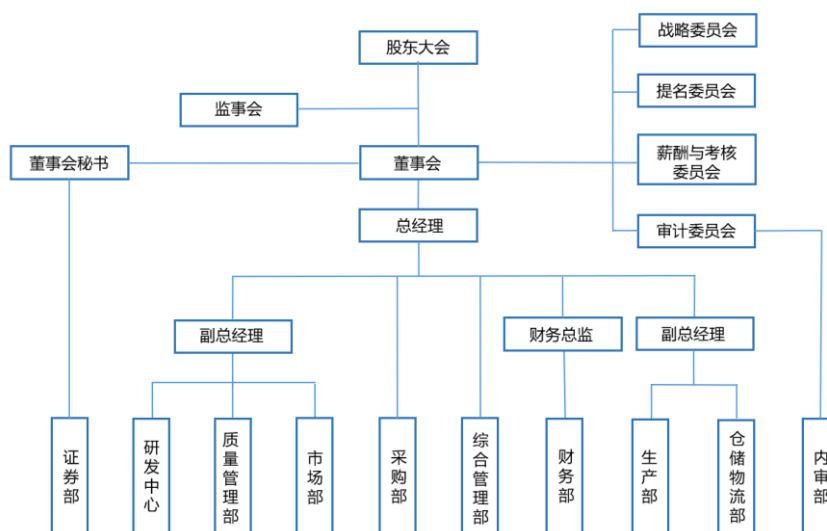 股东大会
战略委员会
监事会
提名委员会
董事会秘书
董事会
薪酬与考核
委员会
总经理
审计委员会
副总经理
财务总监
副总经理
证券部
研发中心
质量管理部
市场部
采购部
综合管理部
财务部
生产部
仓储物流部
内审部